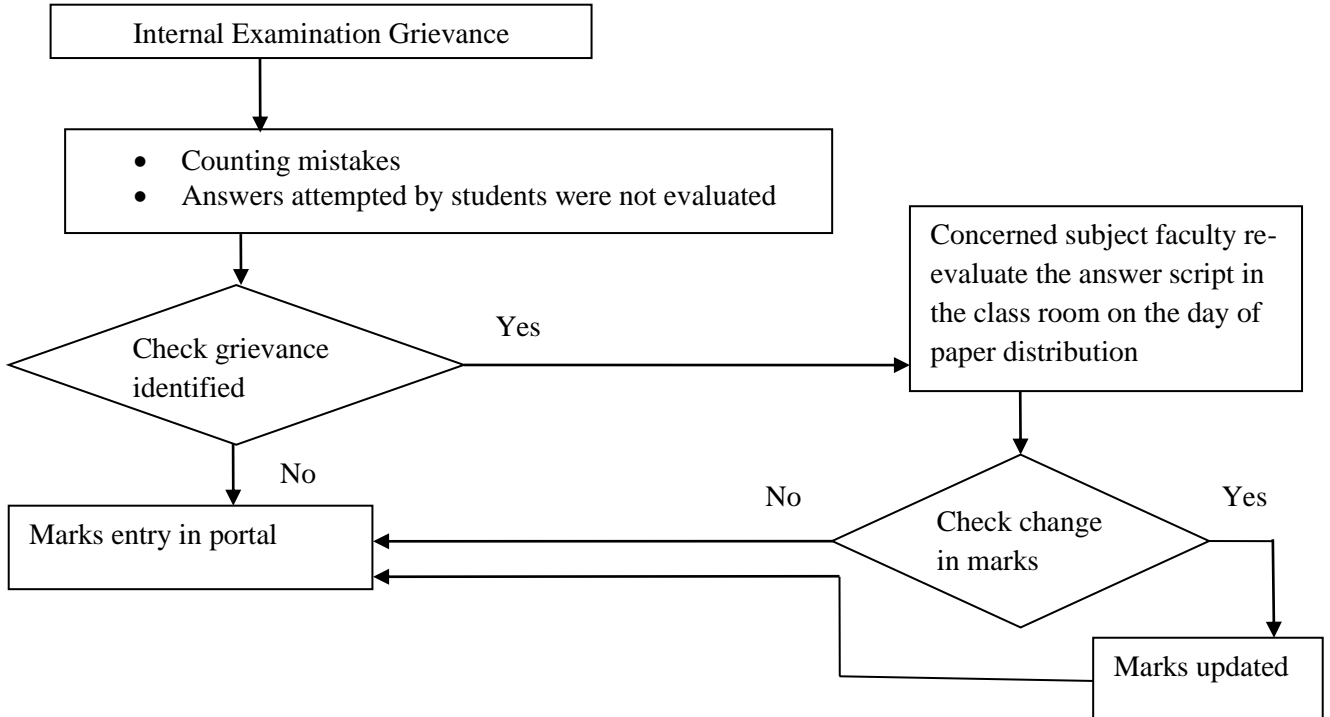 Internal Examination Grievance
• Counting mistakes
• Answers attempted by students were not evaluated
Concerned subject faculty re-
evaluate the answer script in
the class room on the day of
paper distribution
Check grievance
identified
Yes
No
Marks entry in portal
No
Yes
Check change
in marks
Marks updated